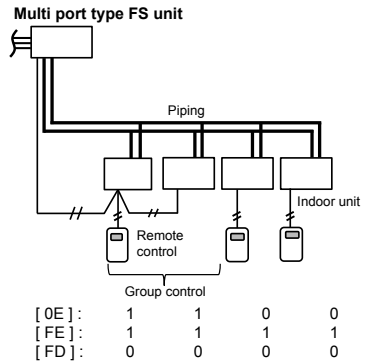 Multi port type FS unit
Piping
Indoor unit
Remote
control
Group control
[ 0E ] : 1 1 0 0
[ FE ] : 1 1 1 1
[ FD ] : 0 0 0 0